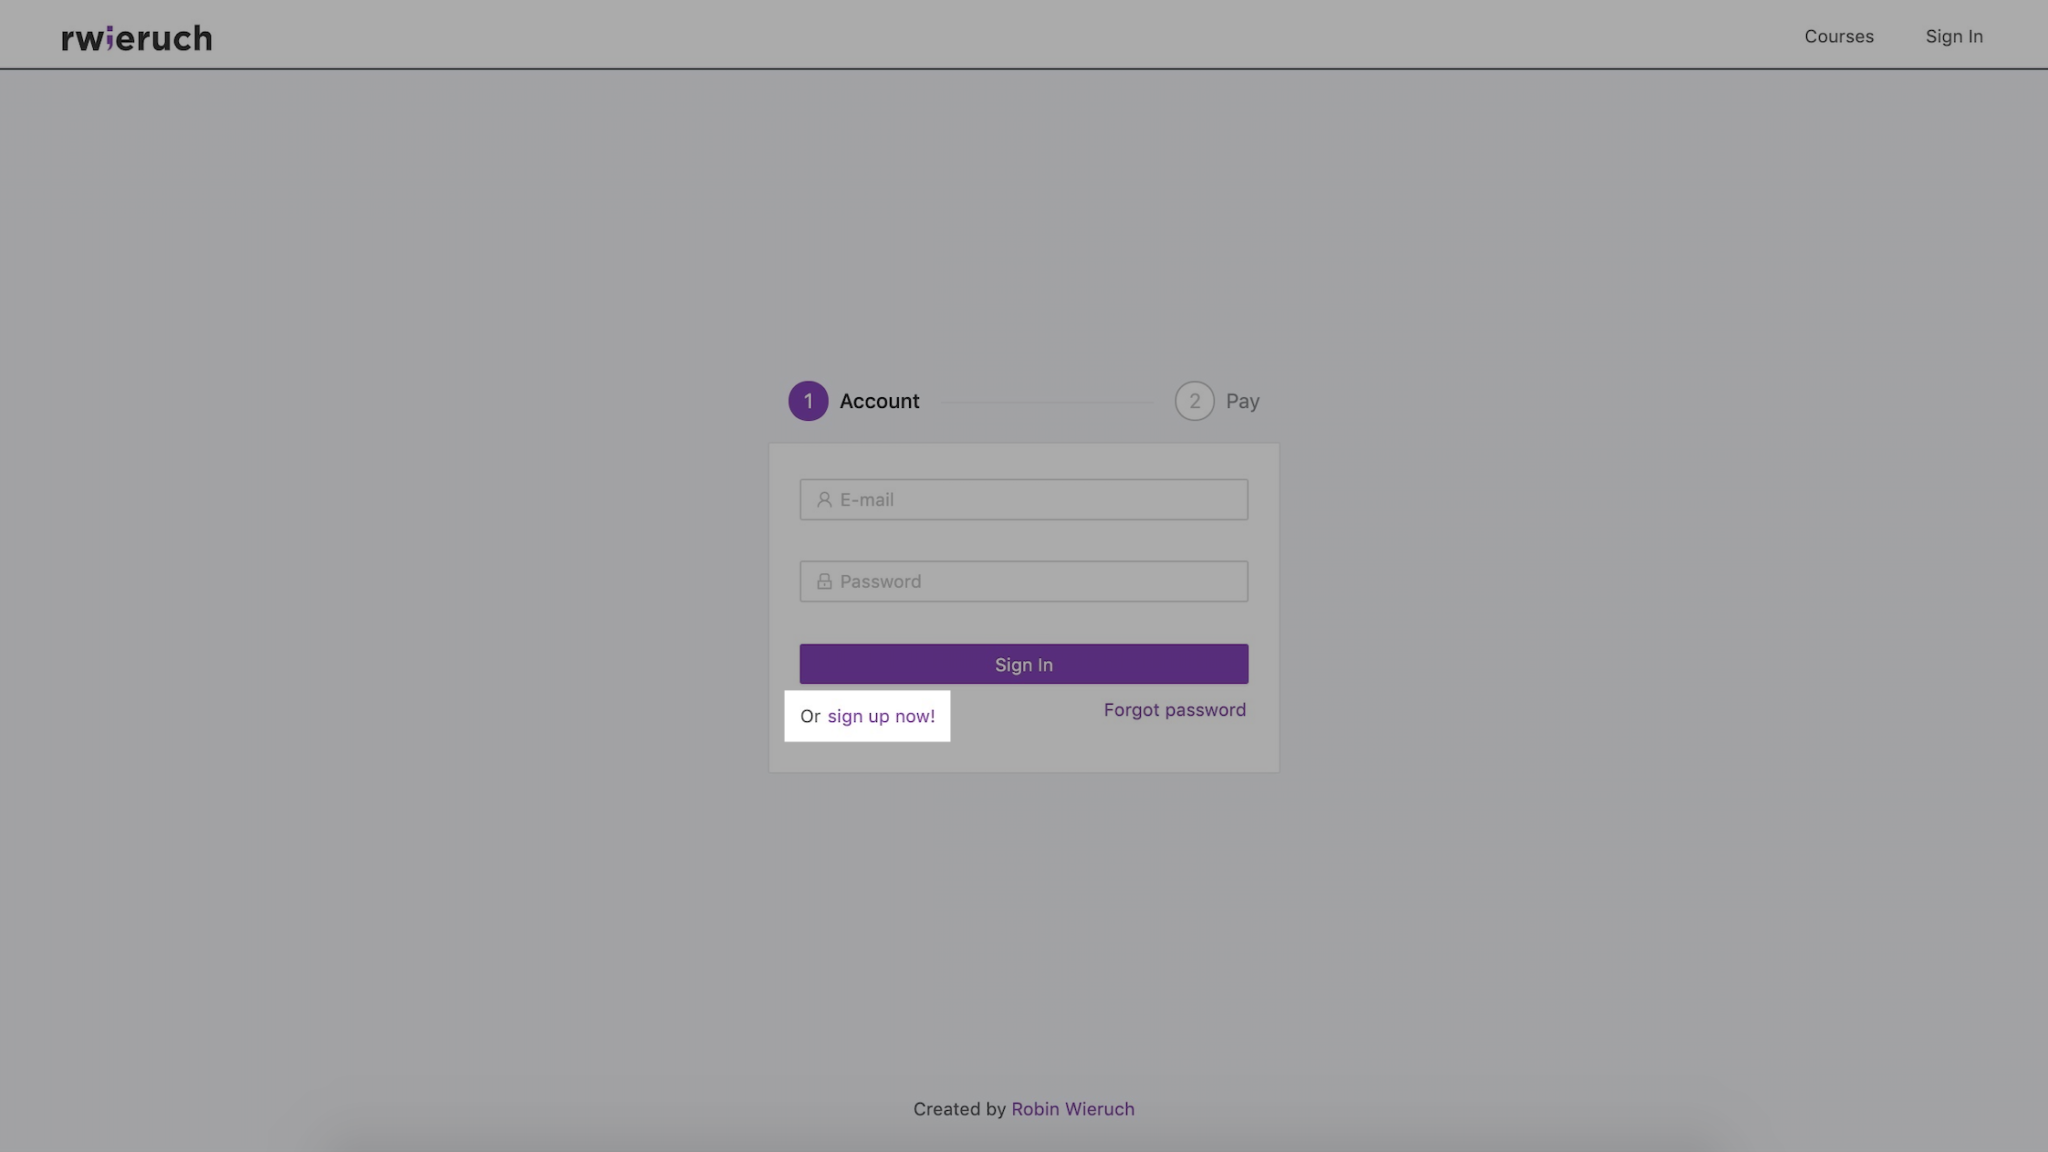 rwieruch
Courses
Sign In
1 Account
2 Pay
E-mail
Password
Sign In
Or sign up now!
Forgot password
Created by Robin Wieruch